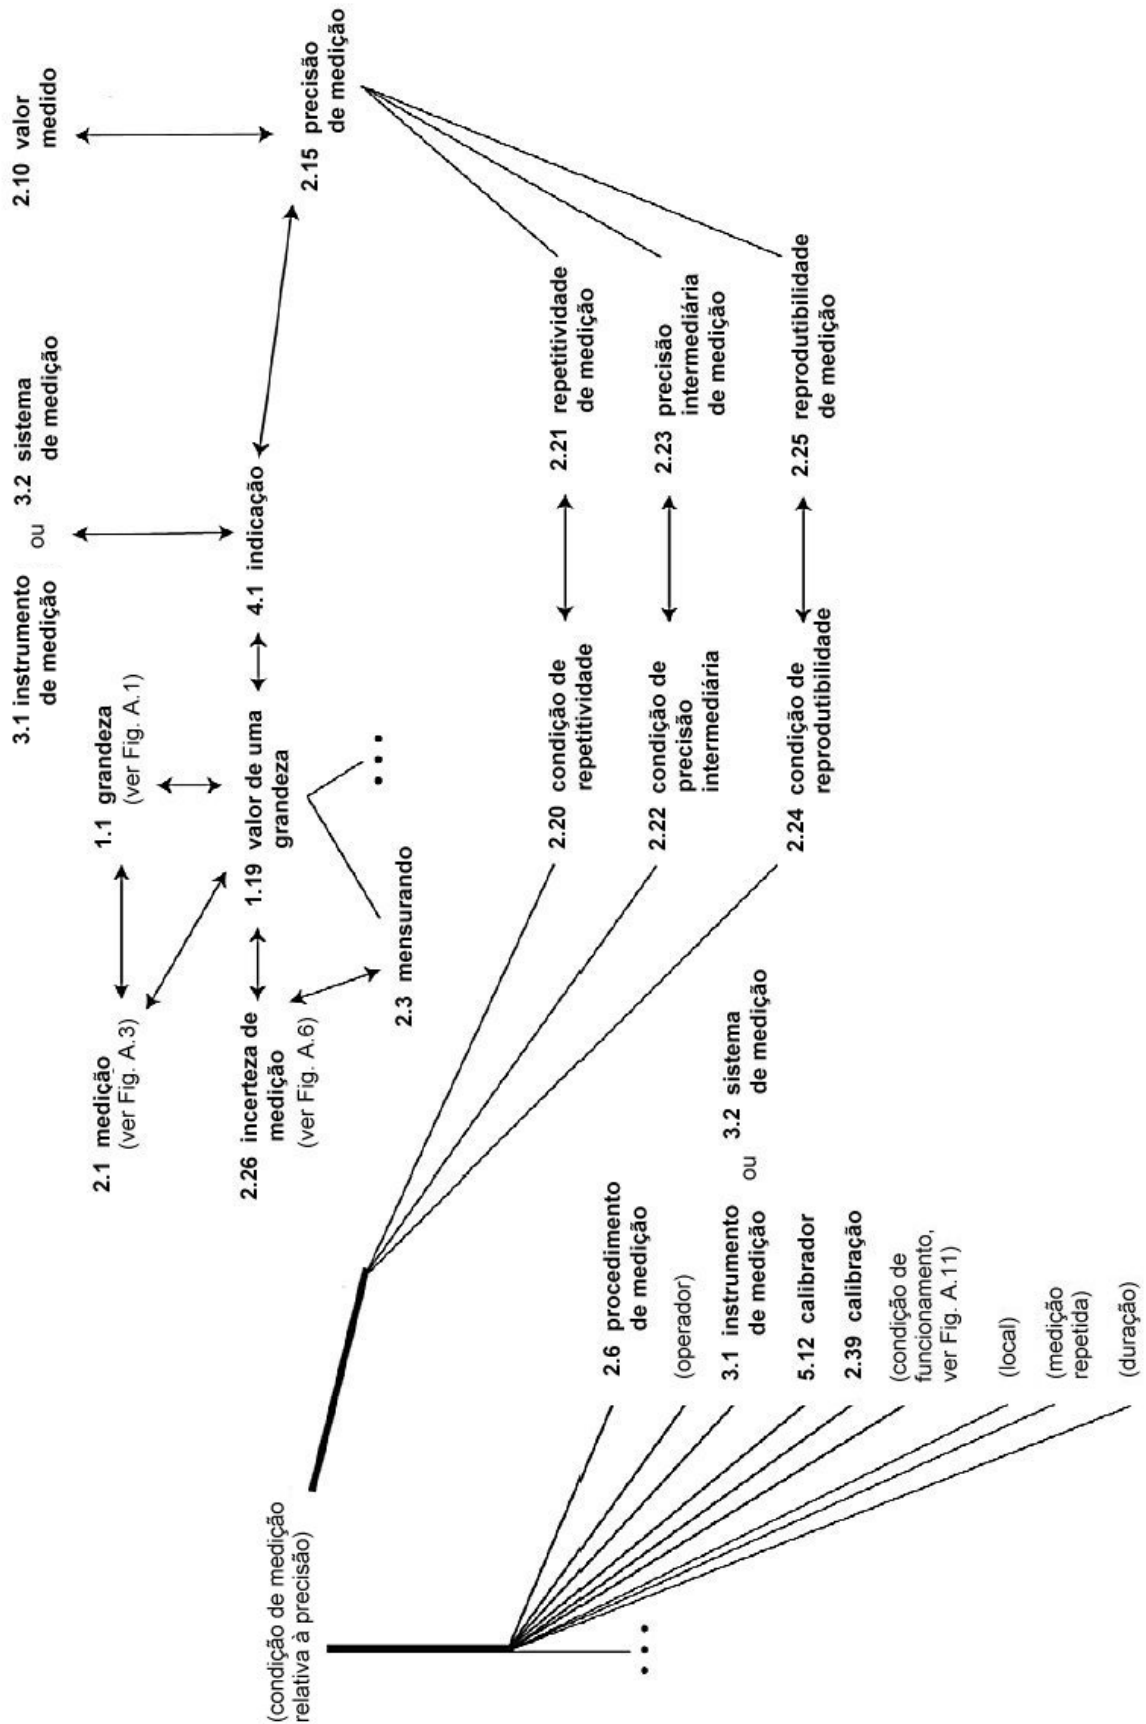 (condição de medição
relativa à precisão)
2.1 medição
(ver Fig. A.3)
1.1 grandeza
(ver Fig. A.1)
3.1 instrumento
de medição
ou
3.2 sistema
de medição
2.10 valor
medido
2.26 incerteza de
medição
(ver Fig. A.6)
1.19 valor de uma
grandeza
4.1 indicação
2.15 precisão
de medição
2.3 mensurando
•••
2.20 condição de
repetitividade
2.21 repetitividade
de medição
2.22 condição de
precisão
intermediária
2.23 precisão
intermediária
de medição
2.24 condição de
reprodutibilidade
2.25 reprodutibilidade
de medição
•••
2.6 procedimento
de medição
(operador)
3.1 instrumento
de medição
ou
3.2 sistema
de medição
5.12 calibrador
2.39 calibração
(condição de
funcionamento,
ver Fig. A.11)
(local)
(medição
repetida)
(duração)